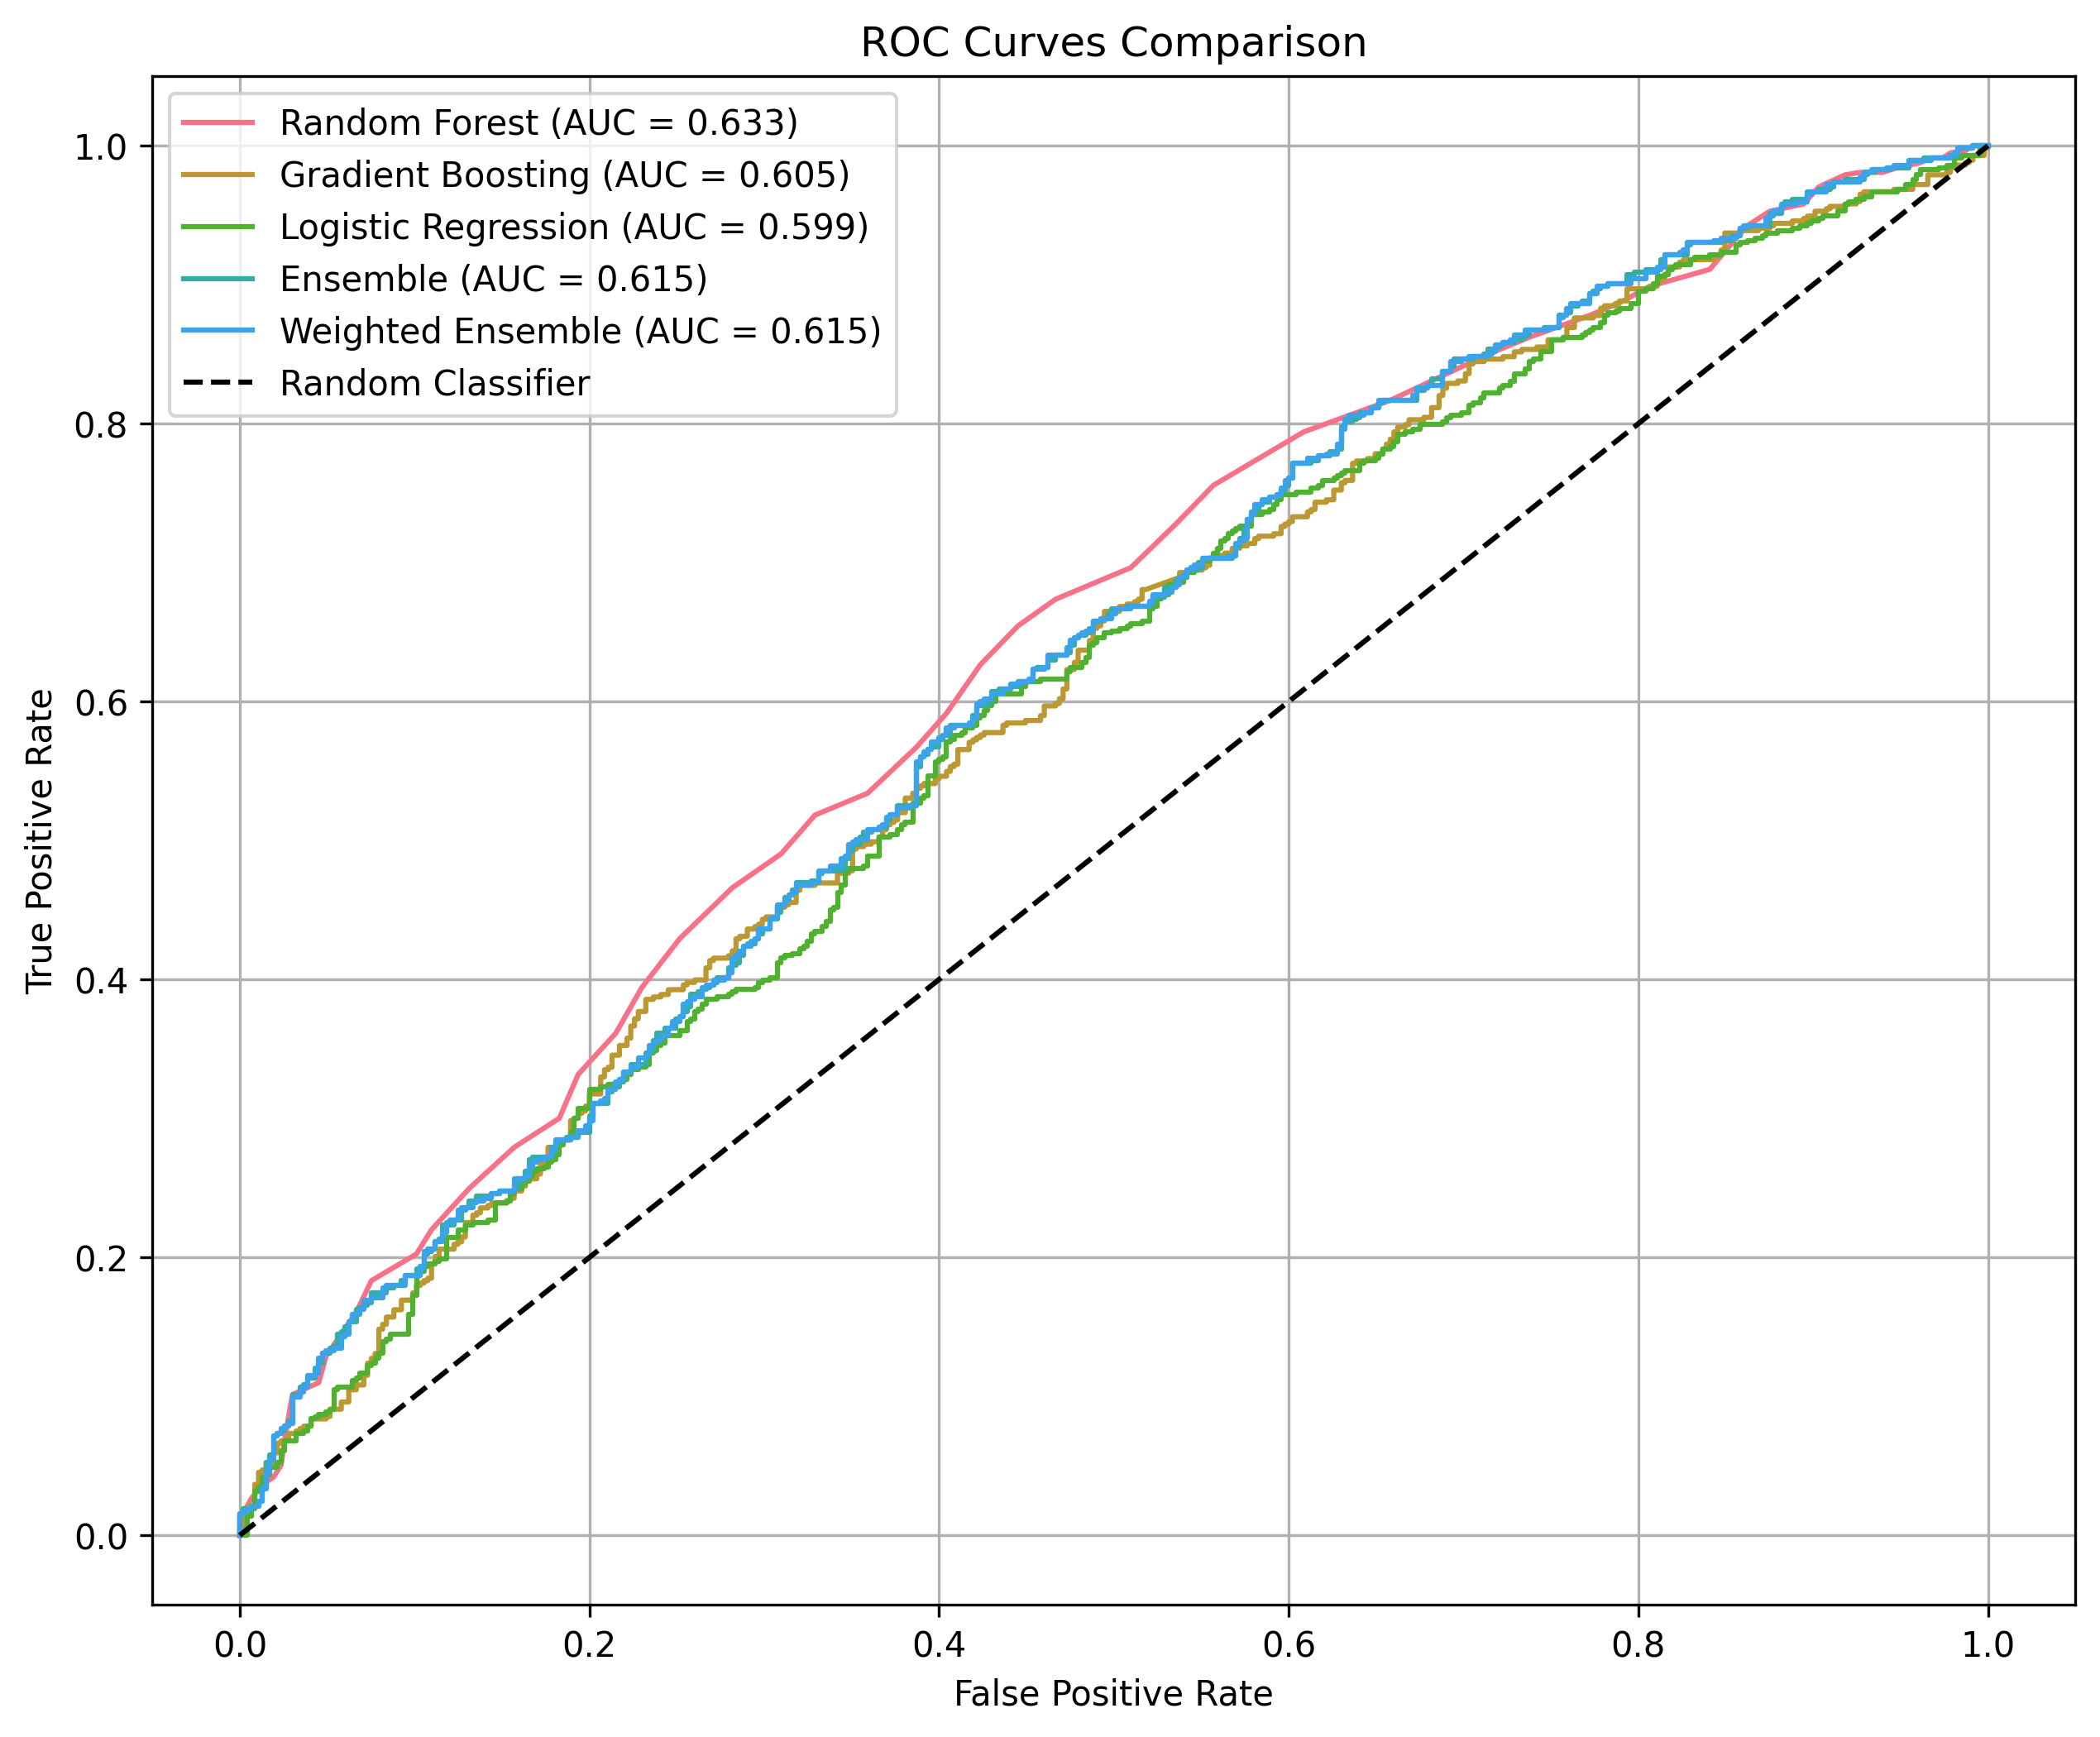 ROC Curves Comparison
Random Forest (AUC = 0.633)
Gradient Boosting (AUC = 0.605)
Logistic Regression (AUC = 0.599)
Ensemble (AUC = 0.615)
Weighted Ensemble (AUC = 0.615)
Random Classifier
True Positive Rate
1.0
0.8
0.6
0.4
0.2
0.0
0.0 0.2 0.4 0.6 0.8 1.0
False Positive Rate